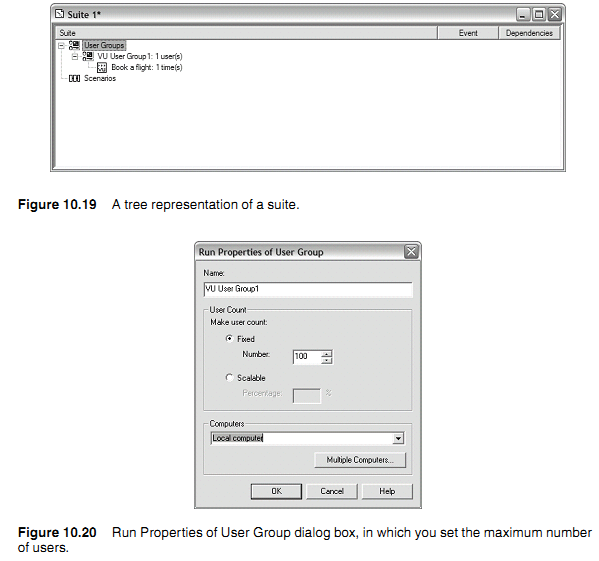 Suite 1*
Suite Event Dependencies
User Groups
VU User Group1: 1 user(s)
Book a flight: 1 time(s)
Scenarios
Figure 10.19 A tree representation of a suite.
Run Properties of User Group
Name:
VU User Group1
User Count
Make user count:
Fixed
Number: 100
Scalable
Percentage: %
Computers
Local computer
Multiple Computers...
OK Cancel Help
Figure 10.20 Run Properties of User Group dialog box, in which you set the maximum number
of users.